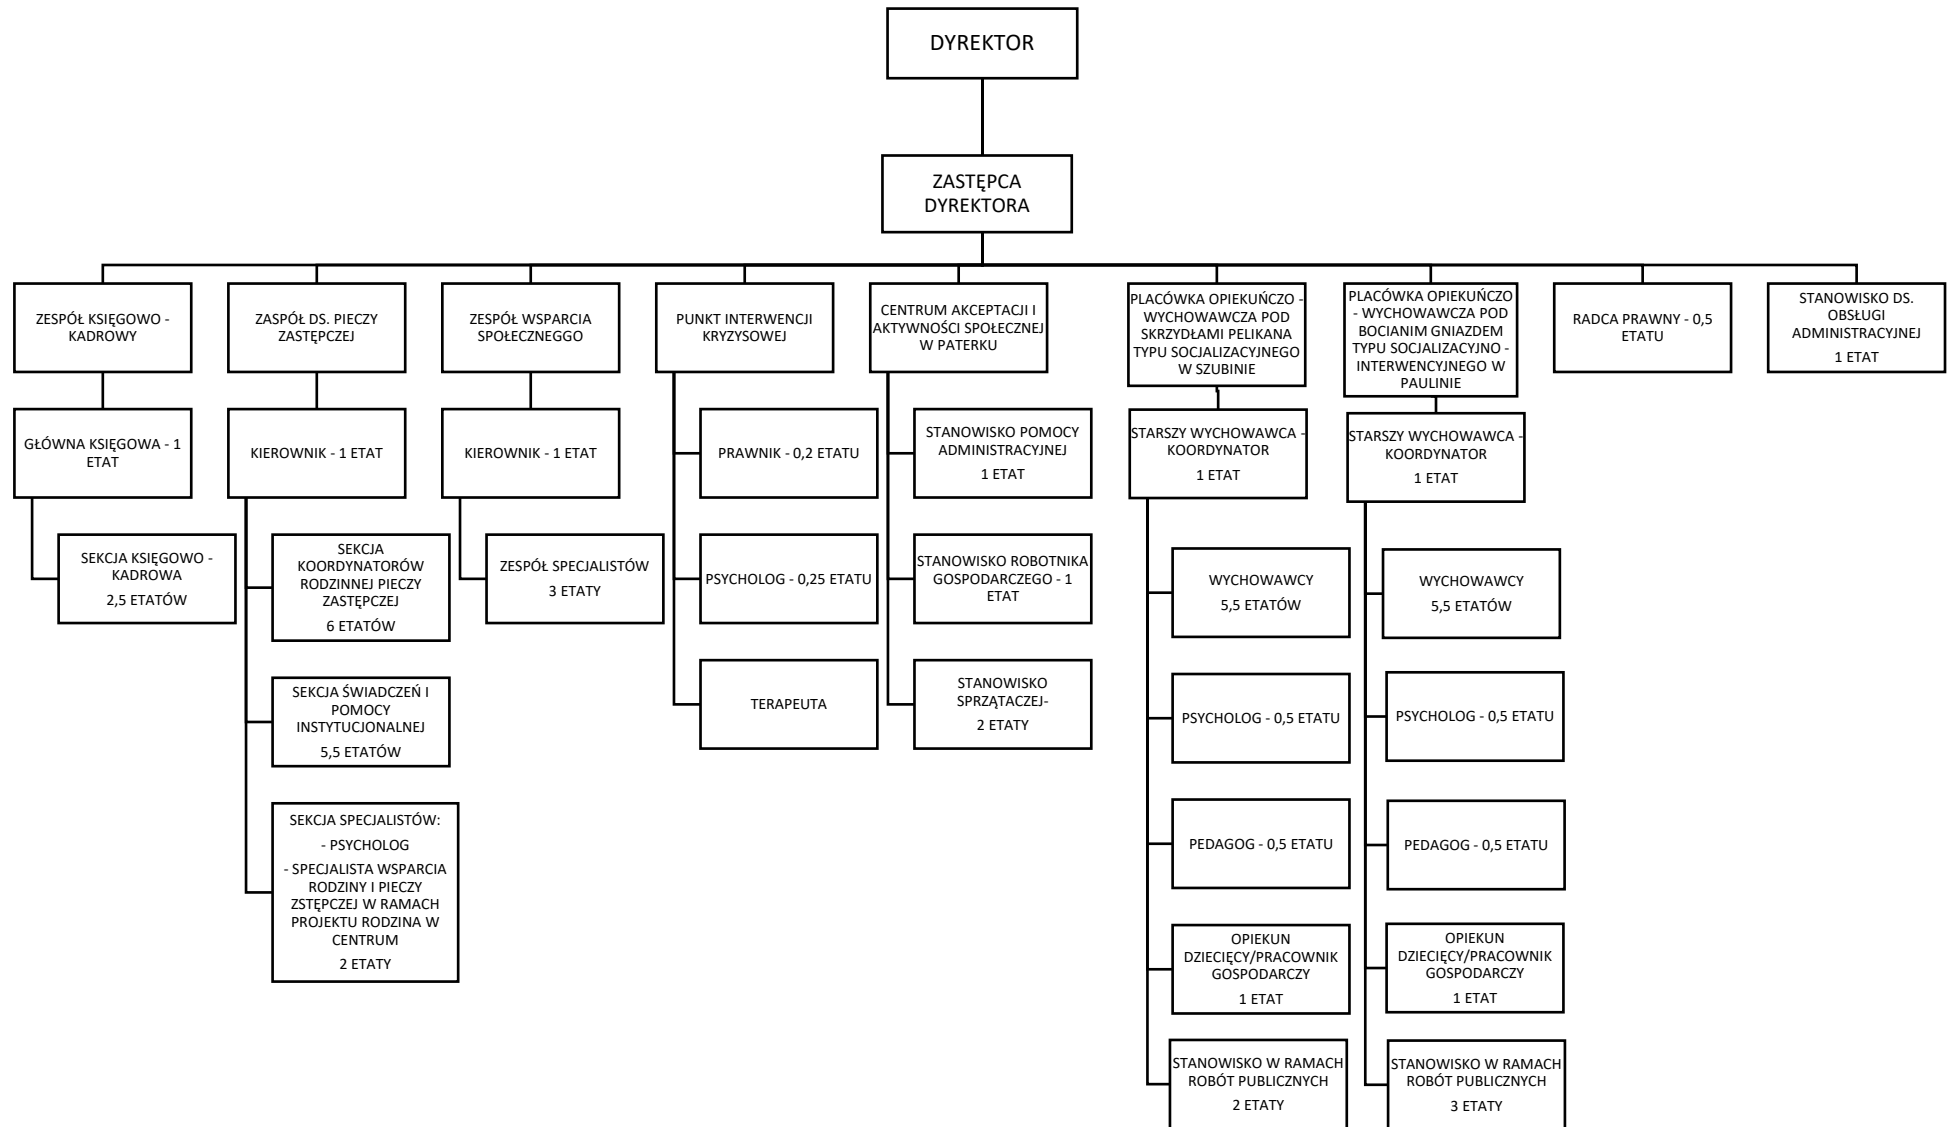 DYREKTOR
ZASTĘPCA
DYREKTORA
ZESPÓŁ KSIĘGOWO -
KADROWY
GŁÓWNA KSIĘGOWA - 1
ETAT
SEKCJA KSIĘGOWO -
KADROWA
2,5 ETATÓW
ZASPÓŁ DS. PIECZY
ZASTĘPCZEJ
KIEROWNIK - 1 ETAT
SEKCJA
KOORDYNATORÓW
RODZINNEJ PIECZY
ZASTĘPCZEJ
6 ETATÓW
SEKCJA ŚWIADCZEŃ I
POMOCY
INSTYTUCJONALNEJ
5,5 ETATÓW
SEKCJA SPECJALISTÓW:
- PSYCHOLOG
- SPECJALISTA WSPARCIA
RODZINY I PIECZY
ZSTĘPCZEJ W RAMACH
PROJEKTU RODZINA W
CENTRUM
2 ETATY
ZESPÓŁ WSPARCIA
SPOŁECZNEGGO
KIEROWNIK - 1 ETAT
ZESPÓŁ SPECJALISTÓW
3 ETATY
PUNKT INTERWENCJI
KRYZYSOWEJ
PRAWNIK - 0,2 ETATU
PSYCHOLOG - 0,25 ETATU
TERAPEUTA
CENTRUM AKCEPTACJI I
AKTYWNOŚCI SPOŁECZNEJ
W PATERKU
STANOWISKO POMOCY
ADMINISTRACYJNEJ
1 ETAT
STANOWISKO ROBOTNIKA
GOSPODARCZEGO - 1
ETAT
STANOWISKO
SPRZĄTACZEJ-
2 ETATY
PLACÓWKA OPIEKUŃCZO -
WYCHOWAWCZA POD
SKRZYDŁAMI PELIKANA
TYPU SOCJALIZACYJNEGO
W SZUBINIE
STARSZY WYCHOWAWCA -
KOORDYNATOR
1 ETAT
WYCHOWAWCY
5,5 ETATÓW
PSYCHOLOG - 0,5 ETATU
PEDAGOG - 0,5 ETATU
OPIEKUN
DZIECIĘCY/PRACOWNIK
GOSPODARCZY
1 ETAT
STANOWISKO W RAMACH
ROBÓT PUBLICZNYCH
2 ETATY
PLACÓWKA OPIEKUŃCZO
- WYCHOWAWCZA POD
BOCIANIM GNIAZDEM
TYPU SOCJALIZACYJNO -
INTERWENCYJNEGO W
PAULINIE
STARSZY WYCHOWAWCA -
KOORDYNATOR
1 ETAT
WYCHOWAWCY
5,5 ETATÓW
PSYCHOLOG - 0,5 ETATU
PEDAGOG - 0,5 ETATU
OPIEKUN
DZIECIĘCY/PRACOWNIK
GOSPODARCZY
1 ETAT
STANOWISKO W RAMACH
ROBÓT PUBLICZNYCH
3 ETATY
RADCA PRAWNY - 0,5
ETATU
STANOWISKO DS.
OBSŁUGI
ADMINISTRACYJNEJ
1 ETAT